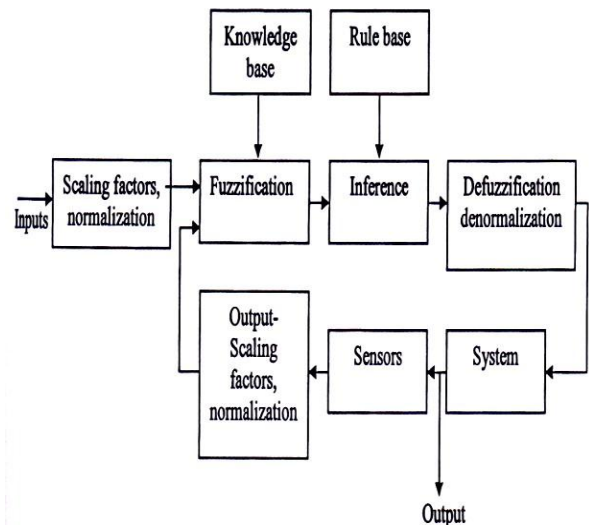 Knowledge
base
Rule base
Scaling factors,
normalization
Fuzzification
Inference
Defuzzification
denormalization
Inputs
Output-
Scaling
factors,
normalization
Sensors
System
Output